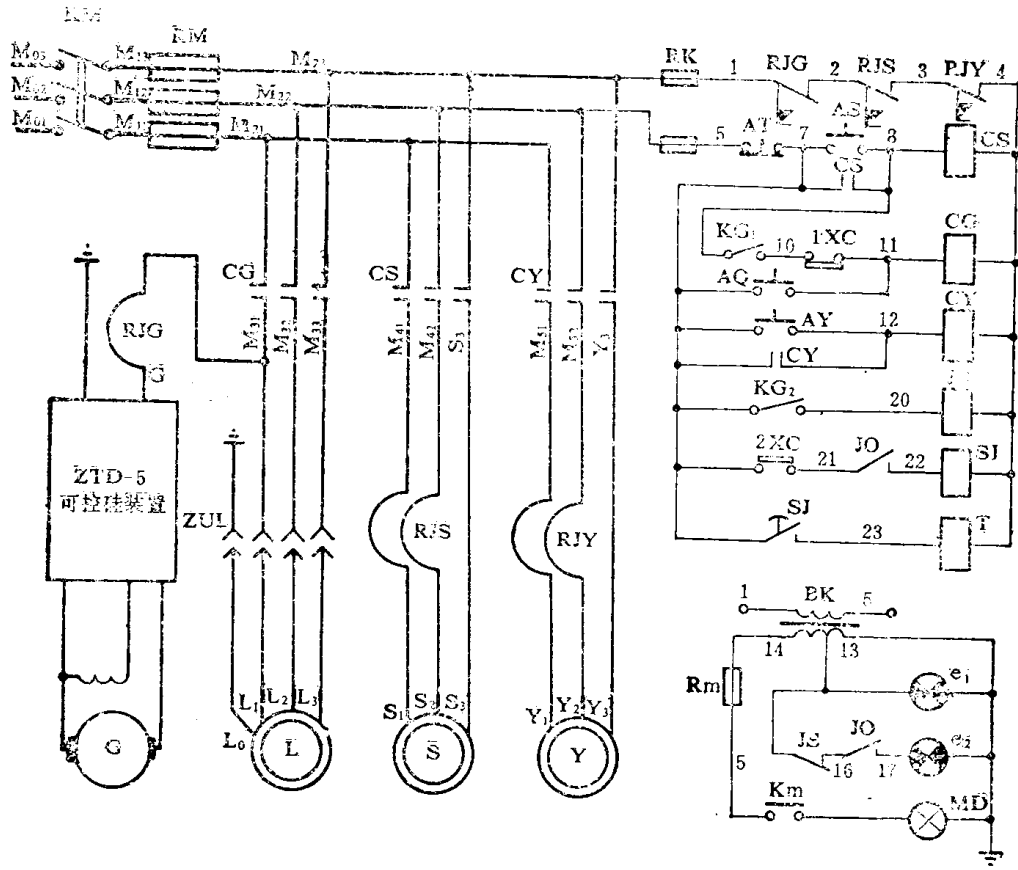 KM
RM
M₀₃ M₁₃ M₂₃ RK 1 RJG 2 RJS 3 RJY 4
M₀₂ M₁₂ M₂₂ AS
M₀₁ M₁₁ M₂₁ 5 AT 7 8 CS
CS
KG₁ 10 1XC 11 CG
CG CS CY AQ CY
RJG M₃₁ M₃₂ M₃₃ M₄₁ M₄₂ S₃ M₅₁ M₅₂ Y₃ AY 12
CY
G
KG₂ 20
ZTD-5
可控硅装置
2XC 21 JO 22 SJ
ZUL RJS RJY SJ 23 T
1 BK 5
14 13
Rm e₁
L₀ L₁ L₂ L₃ S₁ S₂ S₃ Y₁ Y₂ Y₃
G L S Y
JS 16 JO 17 e₂
5
Km MD